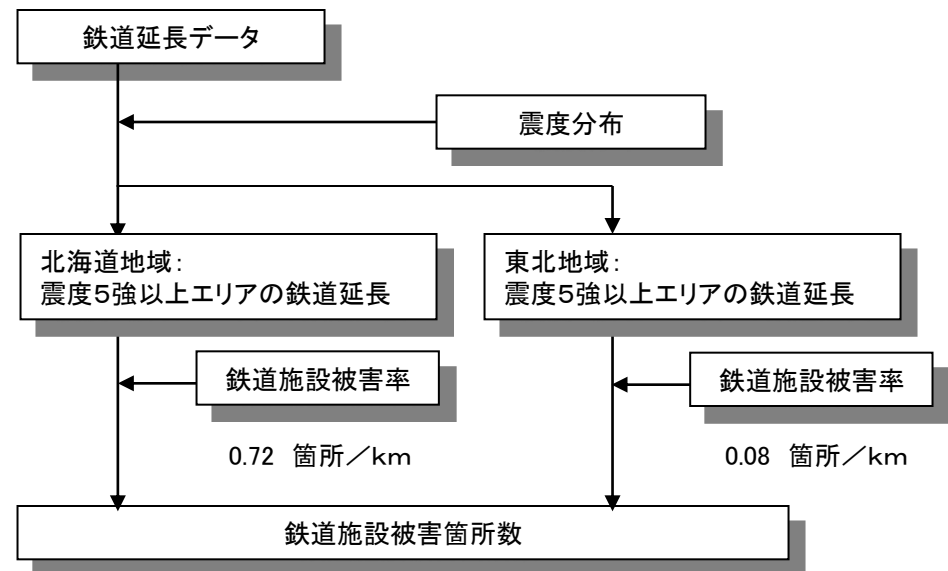 鉄道延長データ
震度分布
北海道地域:
震度5強以上エリアの鉄道延長
東北地域:
震度5強以上エリアの鉄道延長
鉄道施設被害率
鉄道施設被害率
0.72 箇所/km
0.08 箇所/km
鉄道施設被害箇所数